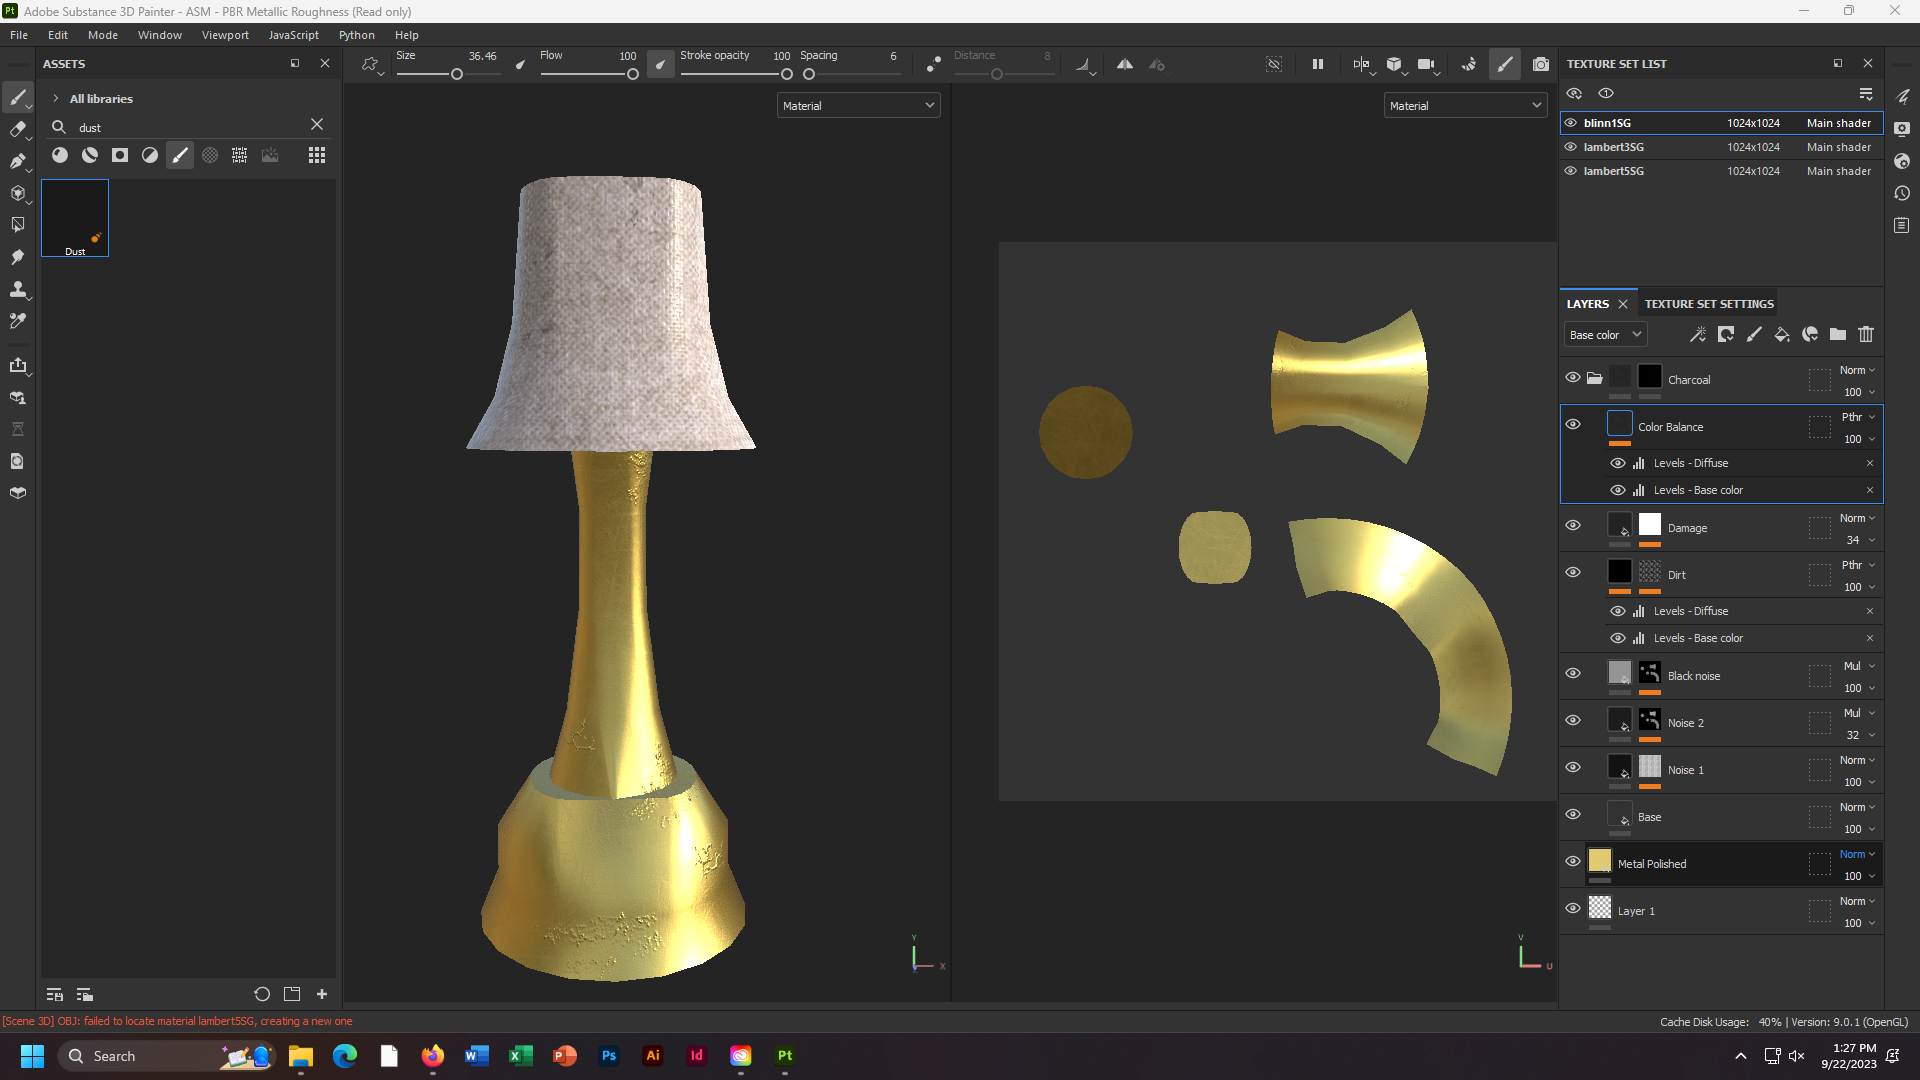 Pt Adobe Substance 3D Painter - ASM - PBR Metallic Roughness (Read only)
File Edit Mode Window Viewport JavaScript Python Help
ASSETS
Size 36.46 Flow 100 Stroke opacity 100 Spacing 6 Distance 8
TEXTURE SET LIST
All libraries
dust
Dust
Material
Material
blinn1SG 1024x1024 Main shader
lambert3SG 1024x1024 Main shader
lambert5SG 1024x1024 Main shader
LAYERS TEXTURE SET SETTINGS
Base color
Charcoal Norm 100
Color Balance Pthr 100
Levels - Diffuse
Levels - Base color
Damage Norm 34
Dirt Pthr 100
Levels - Diffuse
Levels - Base color
Black noise Mul 100
Noise 2 Mul 32
Noise 1 Norm 100
Base Norm 100
Metal Polished Norm 100
Layer 1 Norm 100
Y X
V U
[Scene 3D] OBJ: failed to locate material lambert5SG, creating a new one
Cache Disk Usage: 40% | Version: 9.0.1 (OpenGL)
Search
W X P Ps Ai Id Pt
1:27 PM
9/22/2023